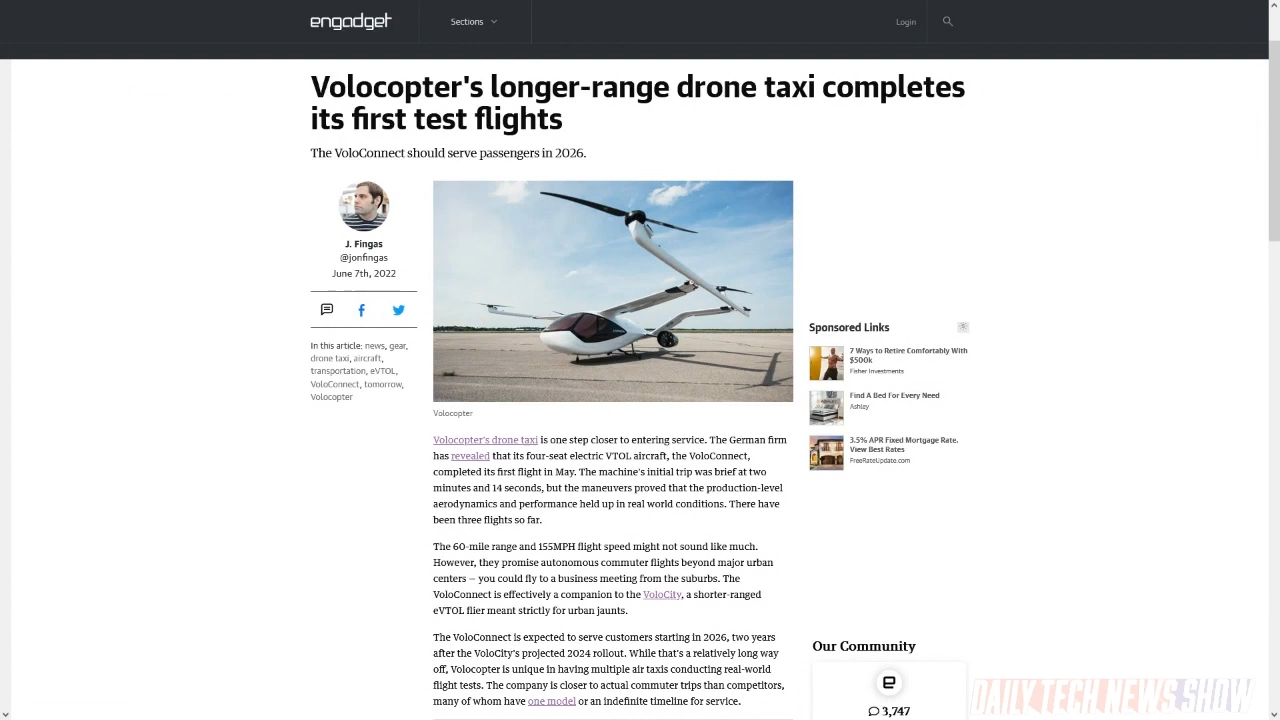 engadget
Sections
Login
Volocopter's longer-range drone taxi completes
its first test flights
The VoloConnect should serve passengers in 2026.
J. Fingas
@jonfingas
June 7th, 2022
In this article: news, gear,
drone taxi, aircraft,
transportation, eVTOL,
VoloConnect, tomorrow,
Volocopter
Volocopter
Volocopter's drone taxi is one step closer to entering service. The German firm
has revealed that its four-seat electric VTOL aircraft, the VoloConnect,
completed its first flight in May. The machine's initial trip was brief at two
minutes and 14 seconds, but the maneuvers proved that the production-level
aerodynamics and performance held up in real world conditions. There have
been three flights so far.
The 60-mile range and 155MPH flight speed might not sound like much.
However, they promise autonomous commuter flights beyond major urban
centers — you could fly to a business meeting from the suburbs. The
VoloConnect is effectively a companion to the VoloCity, a shorter-ranged
eVTOL flier meant strictly for urban jaunts.
The VoloConnect is expected to serve customers starting in 2026, two years
after the VoloCity's projected 2024 rollout. While that's a relatively long way
off, Volocopter is unique in having multiple air taxis conducting real-world
flight tests. The company is closer to actual commuter trips than competitors,
many of whom have one model or an indefinite timeline for service.
Sponsored Links
7 Ways to Retire Comfortably With
$500k
Fisher Investments
Find A Bed For Every Need
Ashley
3.5% APR Fixed Mortgage Rate.
View Best Rates
FreeRateUpdate.com
Our Community
e
3,747
DAILY TECH NEWS SHOW